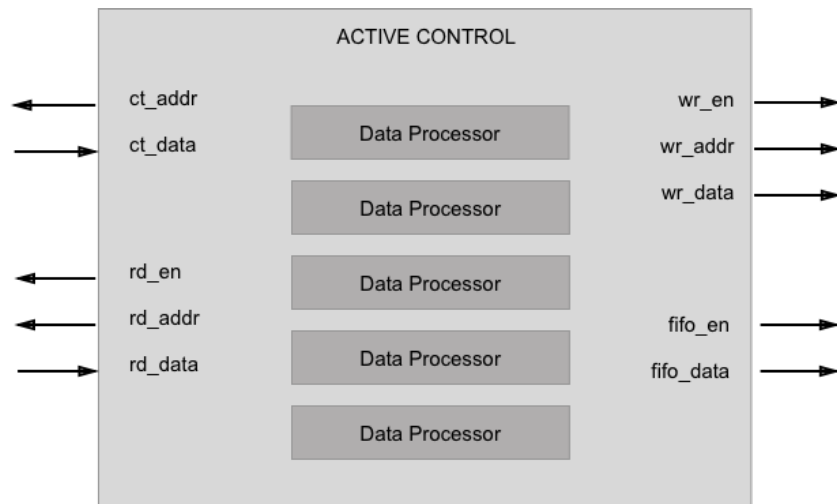 ACTIVE CONTROL
ct_addr
ct_data
rd_en
rd_addr
rd_data
Data Processor
Data Processor
Data Processor
Data Processor
Data Processor
wr_en
wr_addr
wr_data
fifo_en
fifo_data